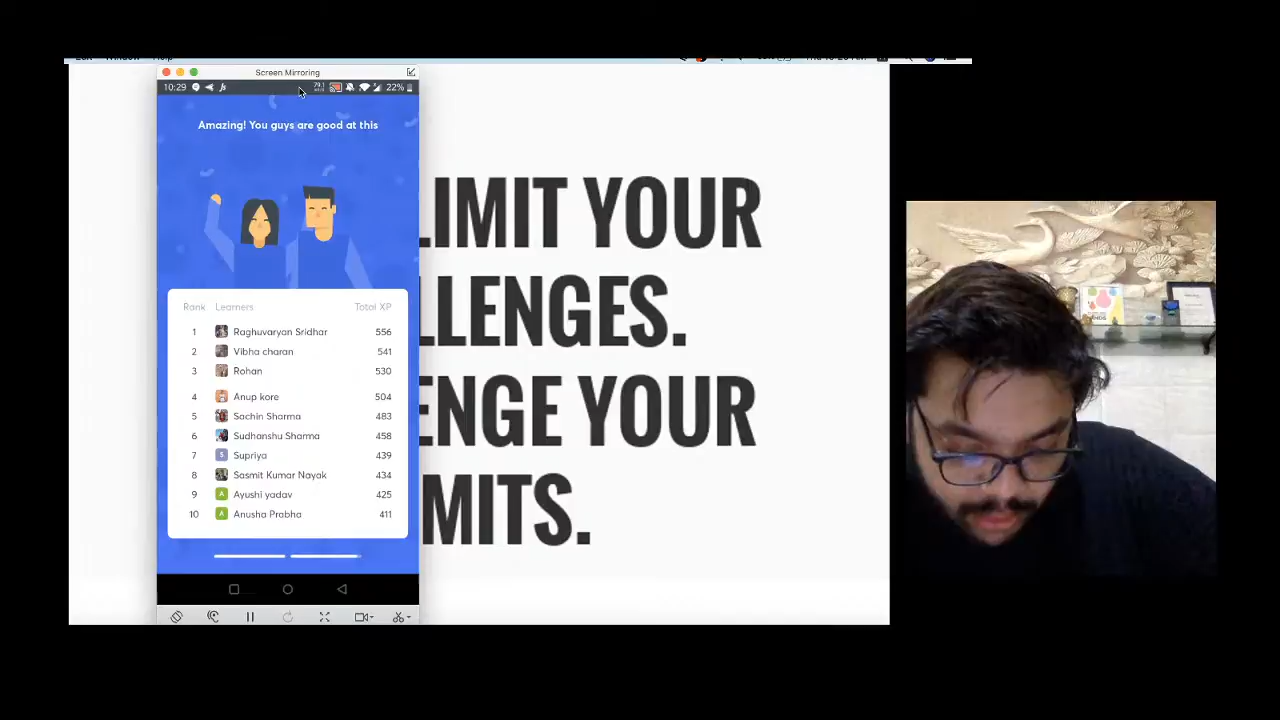 Screen Mirroring
10:29
22%
Amazing! You guys are good at this
Rank Learners Total XP
1 Raghuvaryan Sridhar 556
2 Vibha charan 541
3 Rohan 530
4 Anup kore 504
5 Sachin Sharma 483
6 Sudhanshu Sharma 458
7 S Supriya 439
8 Sasmit Kumar Nayak 434
9 A Ayushi yadav 425
10 A Anusha Prabha 411
LIMIT YOUR
LLENGES.
ENGE YOUR
MITS.